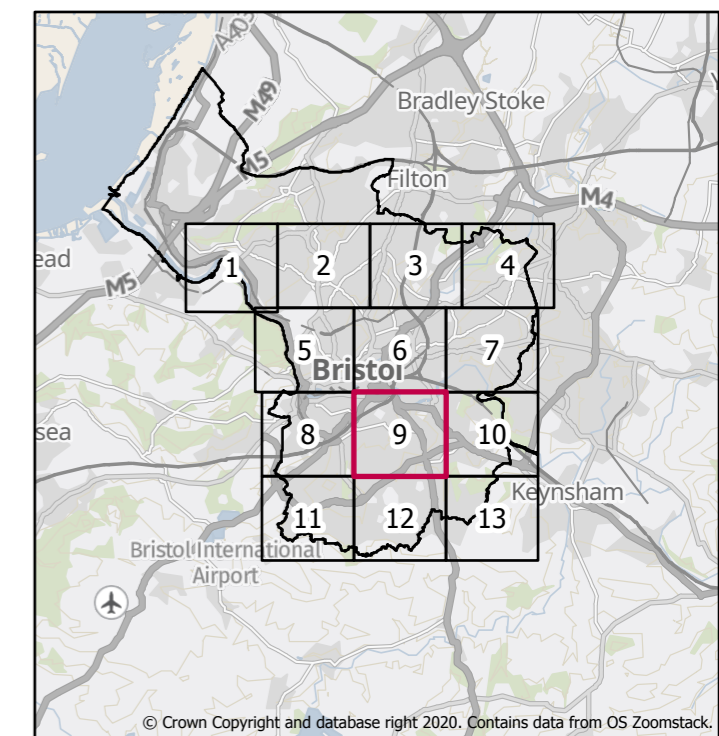 A403
M49
Bradley Stoke
M5
Filton
M4
ead
M5
1
2
3
4
5
6
7
Bristol
sea
8
9
10
Keynsham
11
12
13
Bristol International
Airport
© Crown Copyright and database right 2020. Contains data from OS Zoomstack.